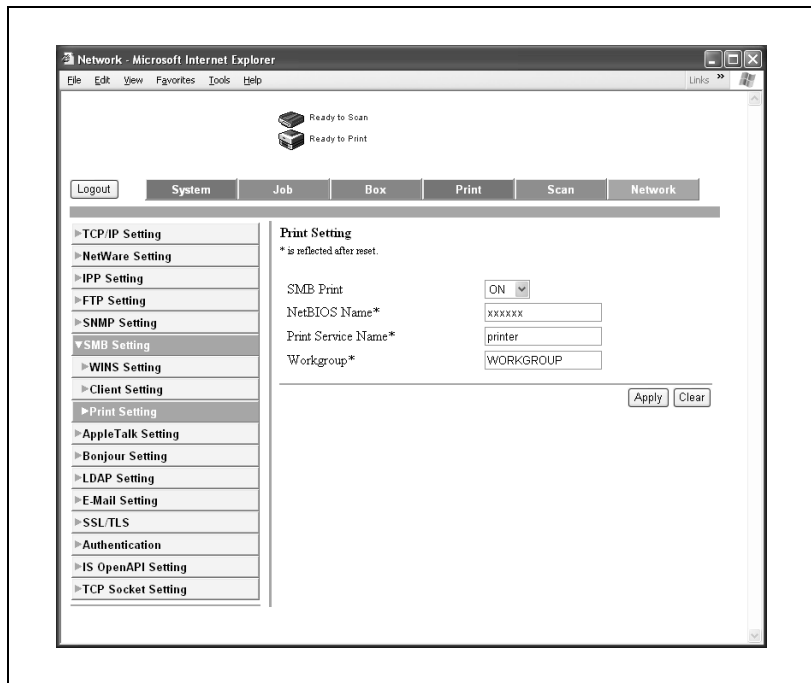 Network - Microsoft Internet Explorer
File Edit View Favorites Tools Help
Links »
Ready to Scan
Ready to Print
Logout System Job Box Print Scan Network
TCP/IP Setting
NetWare Setting
IPP Setting
FTP Setting
SNMP Setting
SMB Setting
WINS Setting
Client Setting
Print Setting
AppleTalk Setting
Bonjour Setting
LDAP Setting
E-Mail Setting
SSL/TLS
Authentication
IS OpenAPI Setting
TCP Socket Setting
Print Setting
* is reflected after reset.
SMB Print ON
NetBIOS Name* xxxxxx
Print Service Name* printer
Workgroup* WORKGROUP
Apply Clear